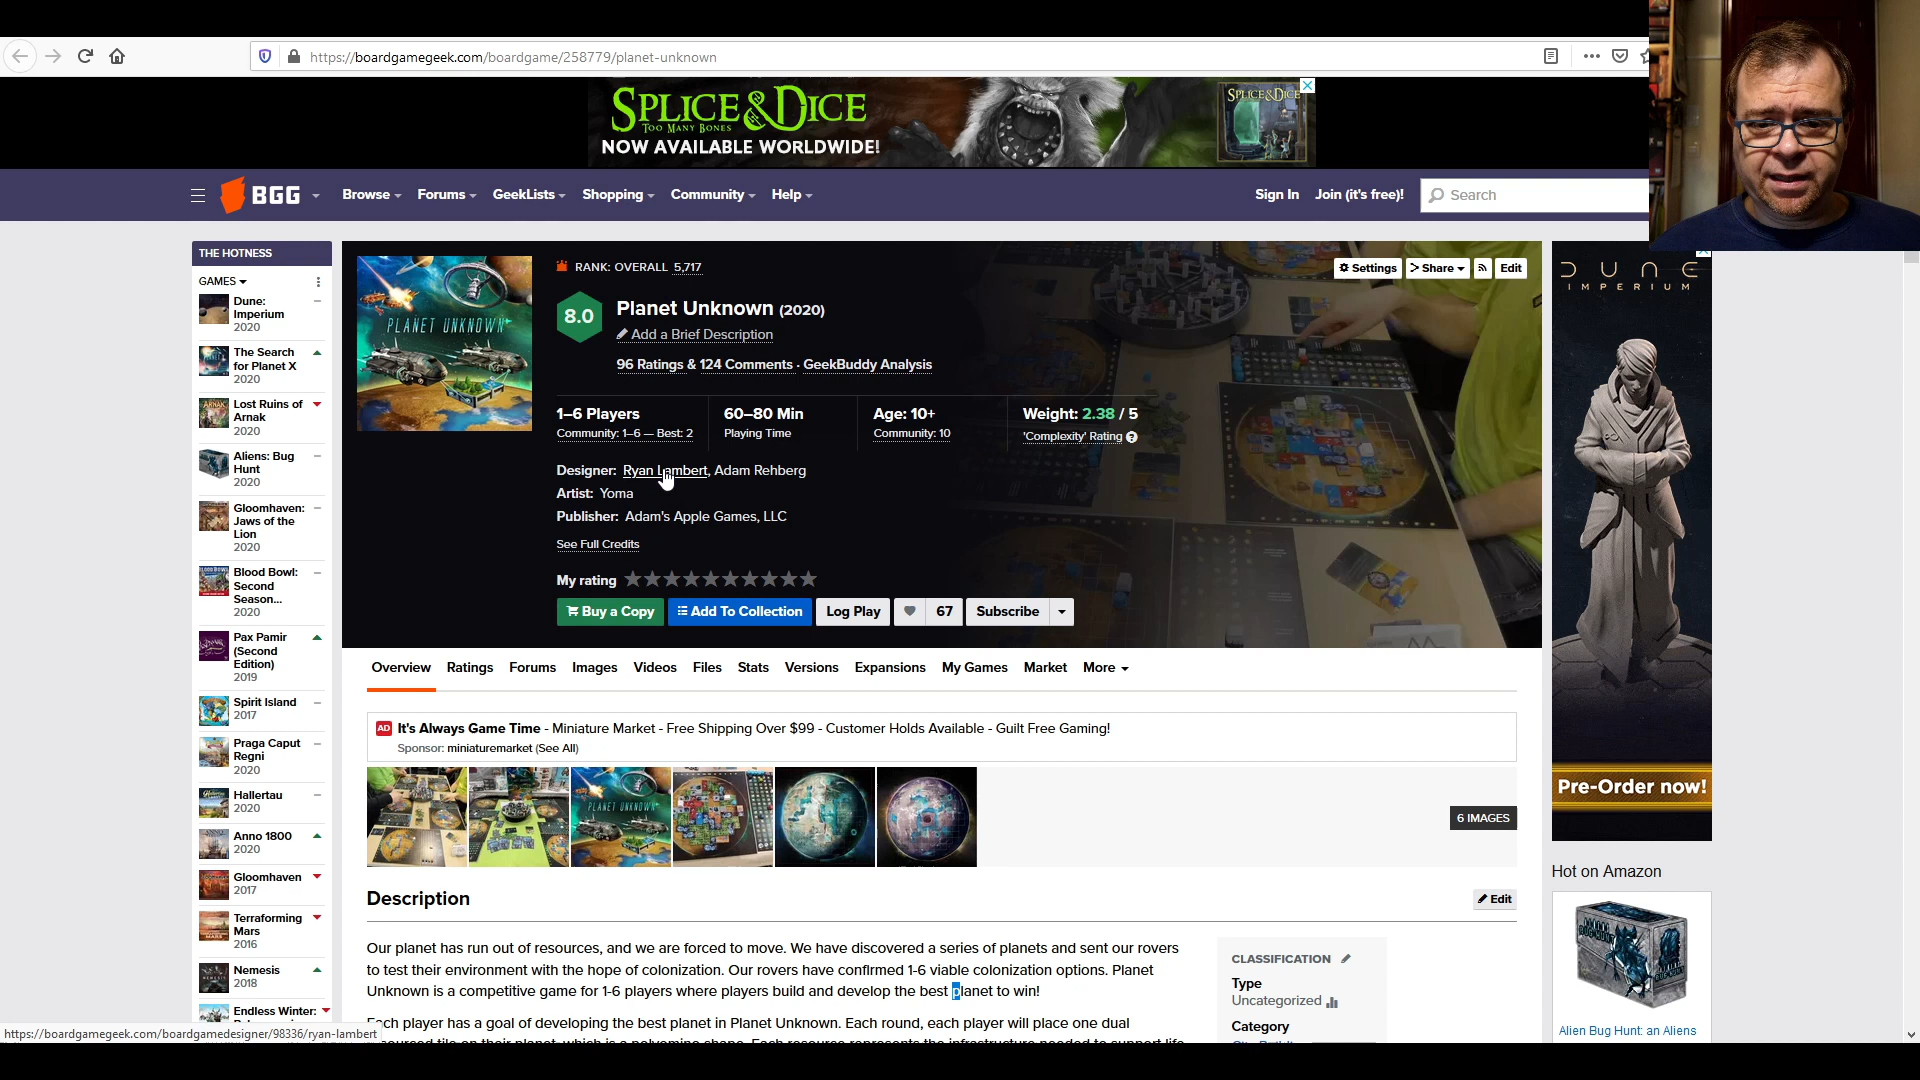 https://boardgamegeek.com/boardgame/258779/planet-unknown
SPLICE&DICE
TOO MANY BONES
NOW AVAILABLE WORLDWIDE!
SPLICE&DICE
BGG
Browse
Forums
GeekLists
Shopping
Community
Help
Sign In
Join (it's free)!
Search
THE HOTNESS
GAMES
Dune:
Imperium
2020
The Search
for Planet X
2020
Lost Ruins of
Arnak
2020
Aliens: Bug
Hunt
2020
Gloomhaven:
Jaws of the
Lion
2020
Blood Bowl:
Second
Season...
2020
Pax Pamir
(Second
Edition)
2019
Spirit Island
2017
Praga Caput
Regni
2020
Hallertau
2020
Anno 1800
2020
Gloomhaven
2017
Terraforming
Mars
2016
Nemesis
2018
Endless Winter:
PLANET UNKNOWN
RANK: OVERALL 5,717
Settings
Share
Edit
8.0
Planet Unknown (2020)
Add a Brief Description
96 Ratings & 124 Comments · GeekBuddy Analysis
1–6 Players
Community: 1–6 — Best: 2
60–80 Min
Playing Time
Age: 10+
Community: 10
Weight: 2.38 / 5
'Complexity' Rating ?
Designer: Ryan Lambert, Adam Rehberg
Artist: Yoma
Publisher: Adam's Apple Games, LLC
See Full Credits
My rating
Buy a Copy
Add To Collection
Log Play
67
Subscribe
Overview
Ratings
Forums
Images
Videos
Files
Stats
Versions
Expansions
My Games
Market
More
AD It's Always Game Time - Miniature Market - Free Shipping Over $99 - Customer Holds Available - Guilt Free Gaming!
Sponsor: miniaturemarket (See All)
PLANET UNKNOWN
6 IMAGES
Description
Edit
Our planet has run out of resources, and we are forced to move. We have discovered a series of planets and sent our rovers
to test their environment with the hope of colonization. Our rovers have confirmed 1-6 viable colonization options. Planet
Unknown is a competitive game for 1-6 players where players build and develop the best planet to win!
Each player has a goal of developing the best planet in Planet Unknown. Each round, each player will place one dual
CLASSIFICATION
Type
Uncategorized
Category
DUNE
IMPERIUM
Pre-Order now!
Hot on Amazon
Alien Bug Hunt: an Aliens
https://boardgamegeek.com/boardgamedesigner/98336/ryan-lambert